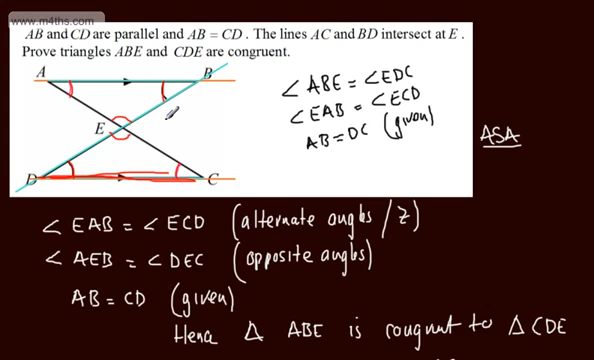 www.m4ths.com
AB and CD are parallel and AB = CD . The lines AC and BD intersect at E .
Prove triangles ABE and CDE are congruent.
A
B
E
D
C
∠ ABE = ∠EDC
∠ EAB = ∠ECD
AB = DC (given)
ASA
∠ EAB = ∠ ECD (alternate angles / Z)
∠ AEB = ∠ DEC (opposite angles)
AB = CD (given)
Hence Δ ABE is congruent to Δ CDE